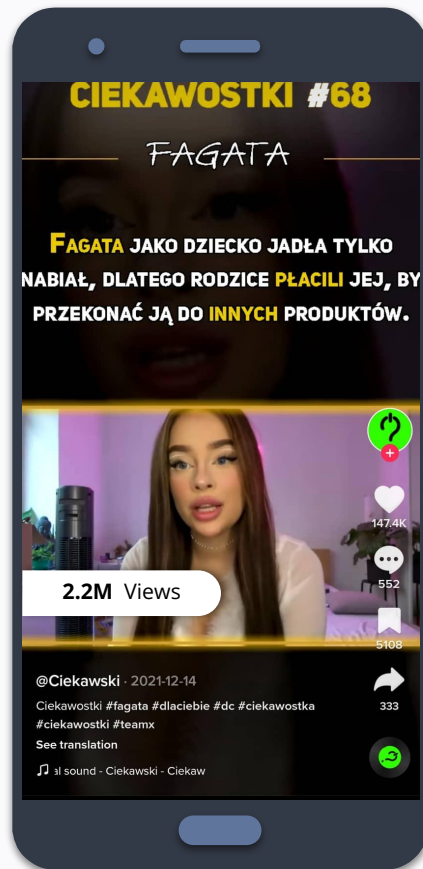 CIEKAWOSTKI #68
FAGATA
FAGATA JAKO DZIECKO JADŁA TYLKO
NABIAŁ, DLATEGO RODZICE PŁACILI JEJ, BY
PRZEKONAĆ JĄ DO INNYCH PRODUKTÓW.
147.4K
552
2.2M Views
5108
@Ciekawski · 2021-12-14
333
Ciekawostki #fagata #dlaciebie #dc #ciekawostka
#ciekawostki #teamx
See translation
al sound - Ciekawski - Ciekaw